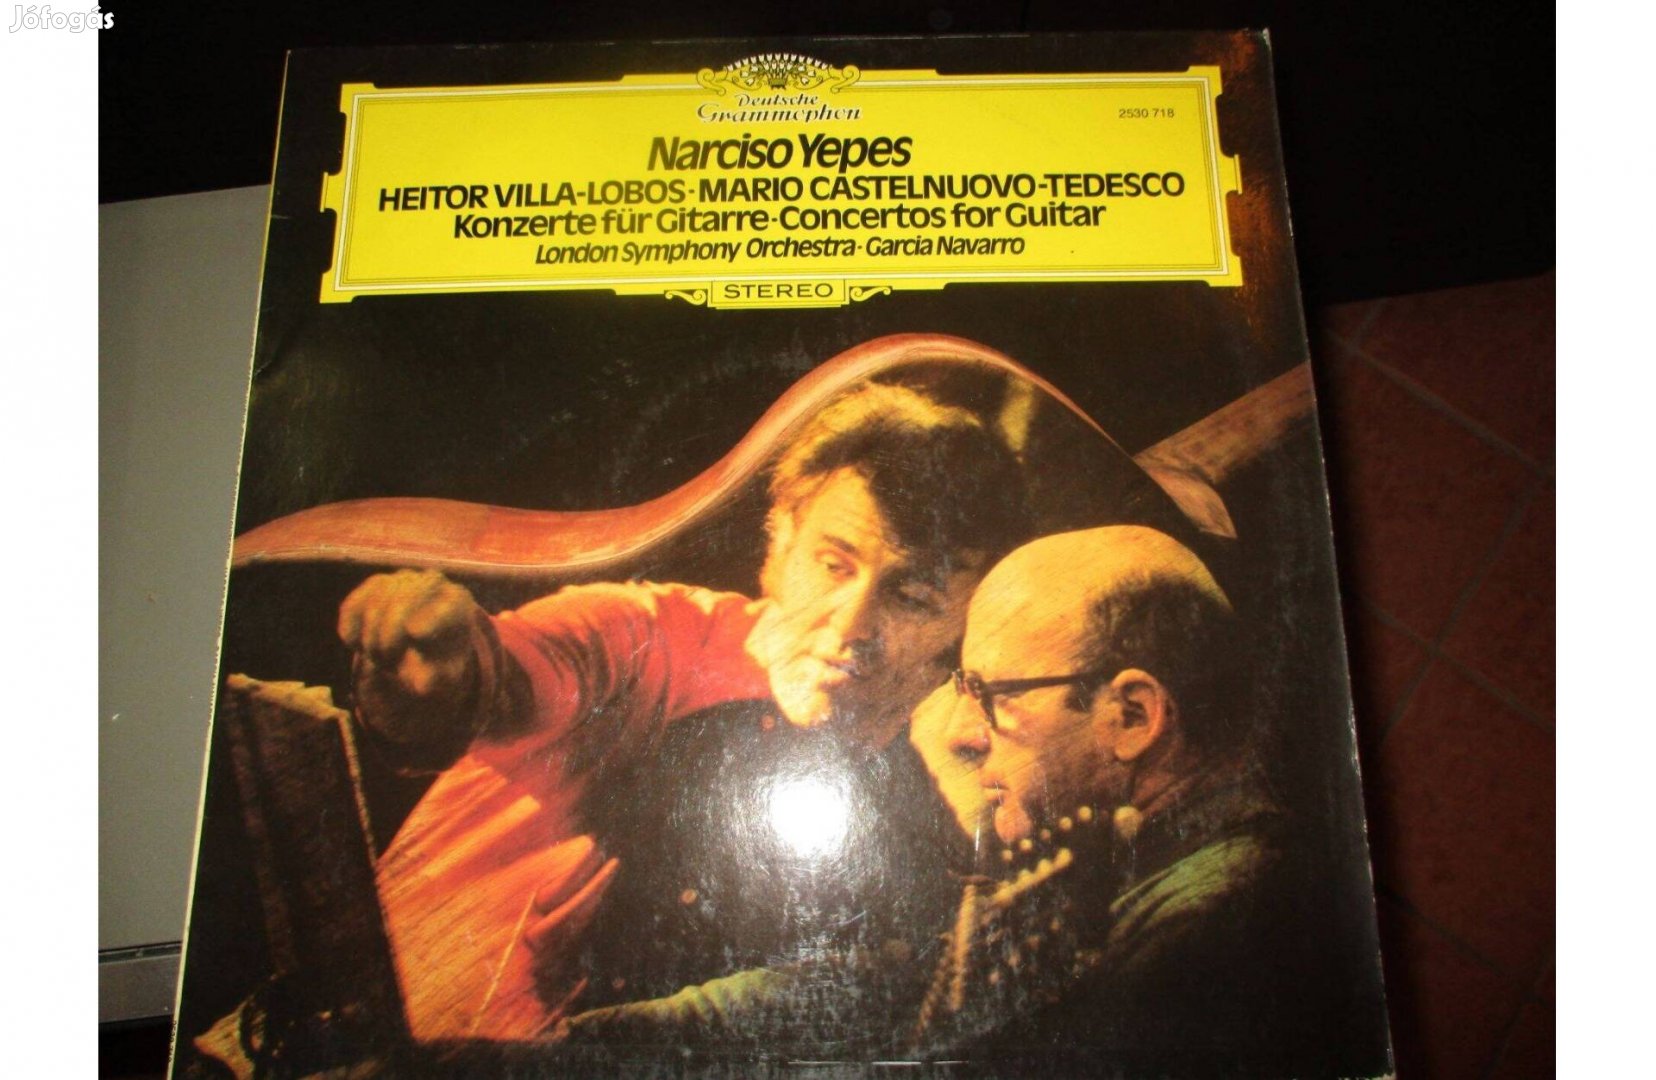 Jófogás
Deutsche
Grammophon
2530 718
Narciso Yepes
HEITOR VILLA-LOBOS · MARIO CASTELNUOVO-TEDESCO
Konzerte für Gitarre · Concertos for Guitar
London Symphony Orchestra · Garcia Navarro
STEREO